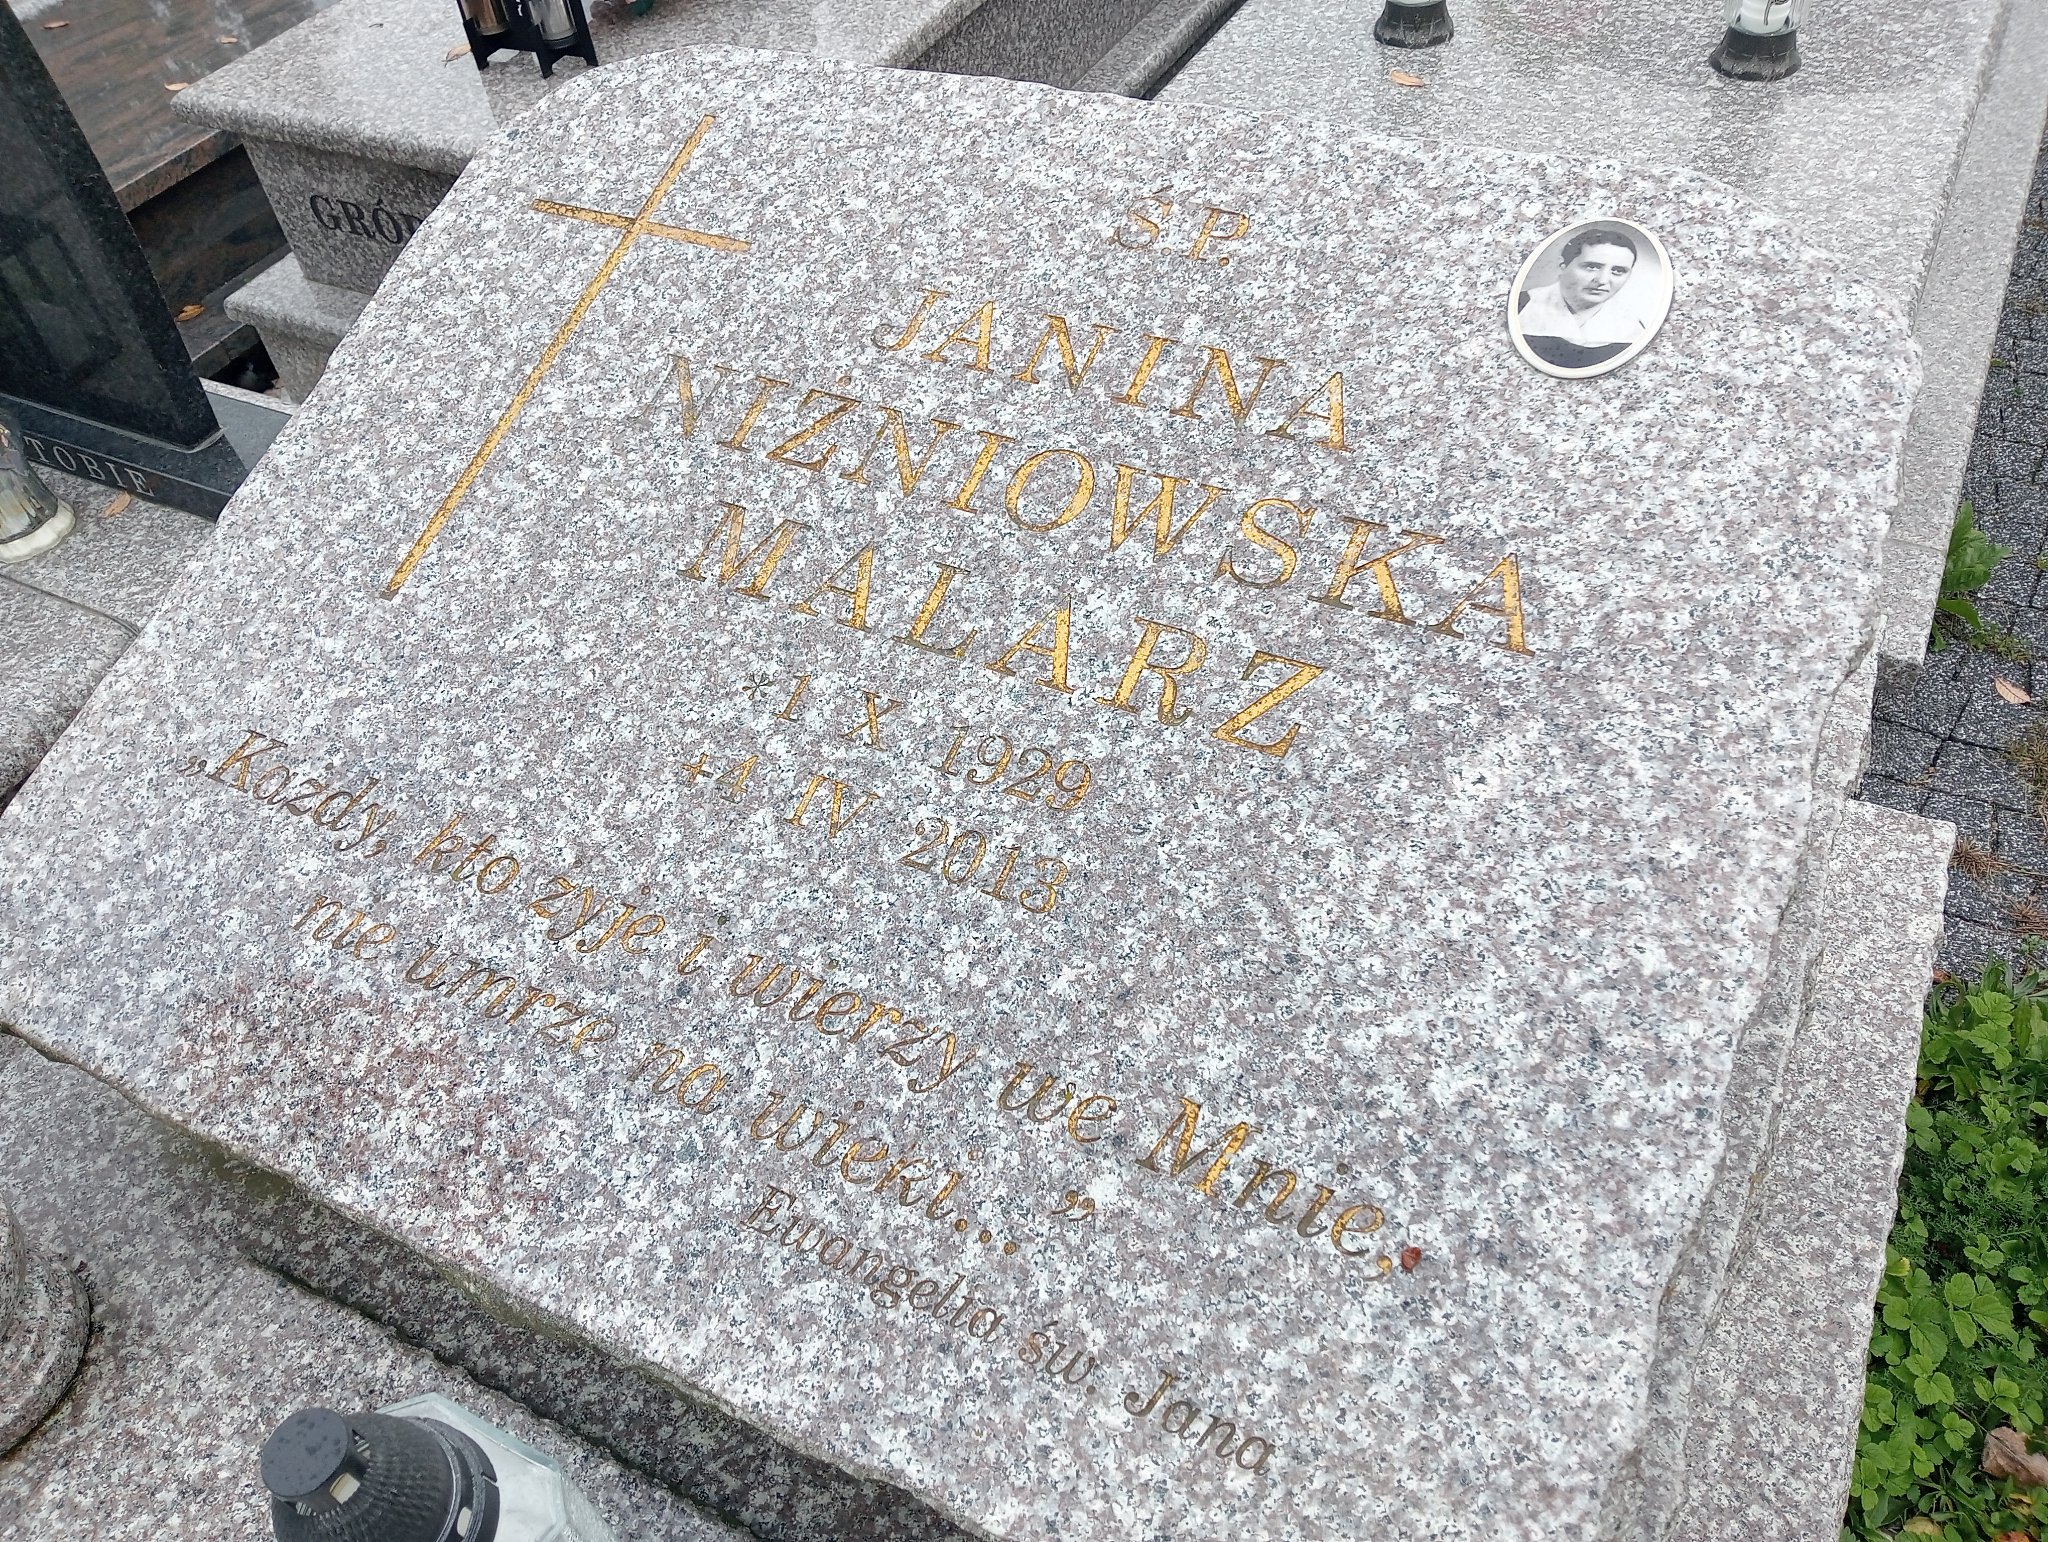 Ś.P.
JANINA
NIŻNIOWSKA
MALARZ
*1 X 1929
+4 IV 2013
„Każdy, kto żyje i wierzy we Mnie,
nie umrze na wieki... ”
Ewangelia św. Jana
TOBIE